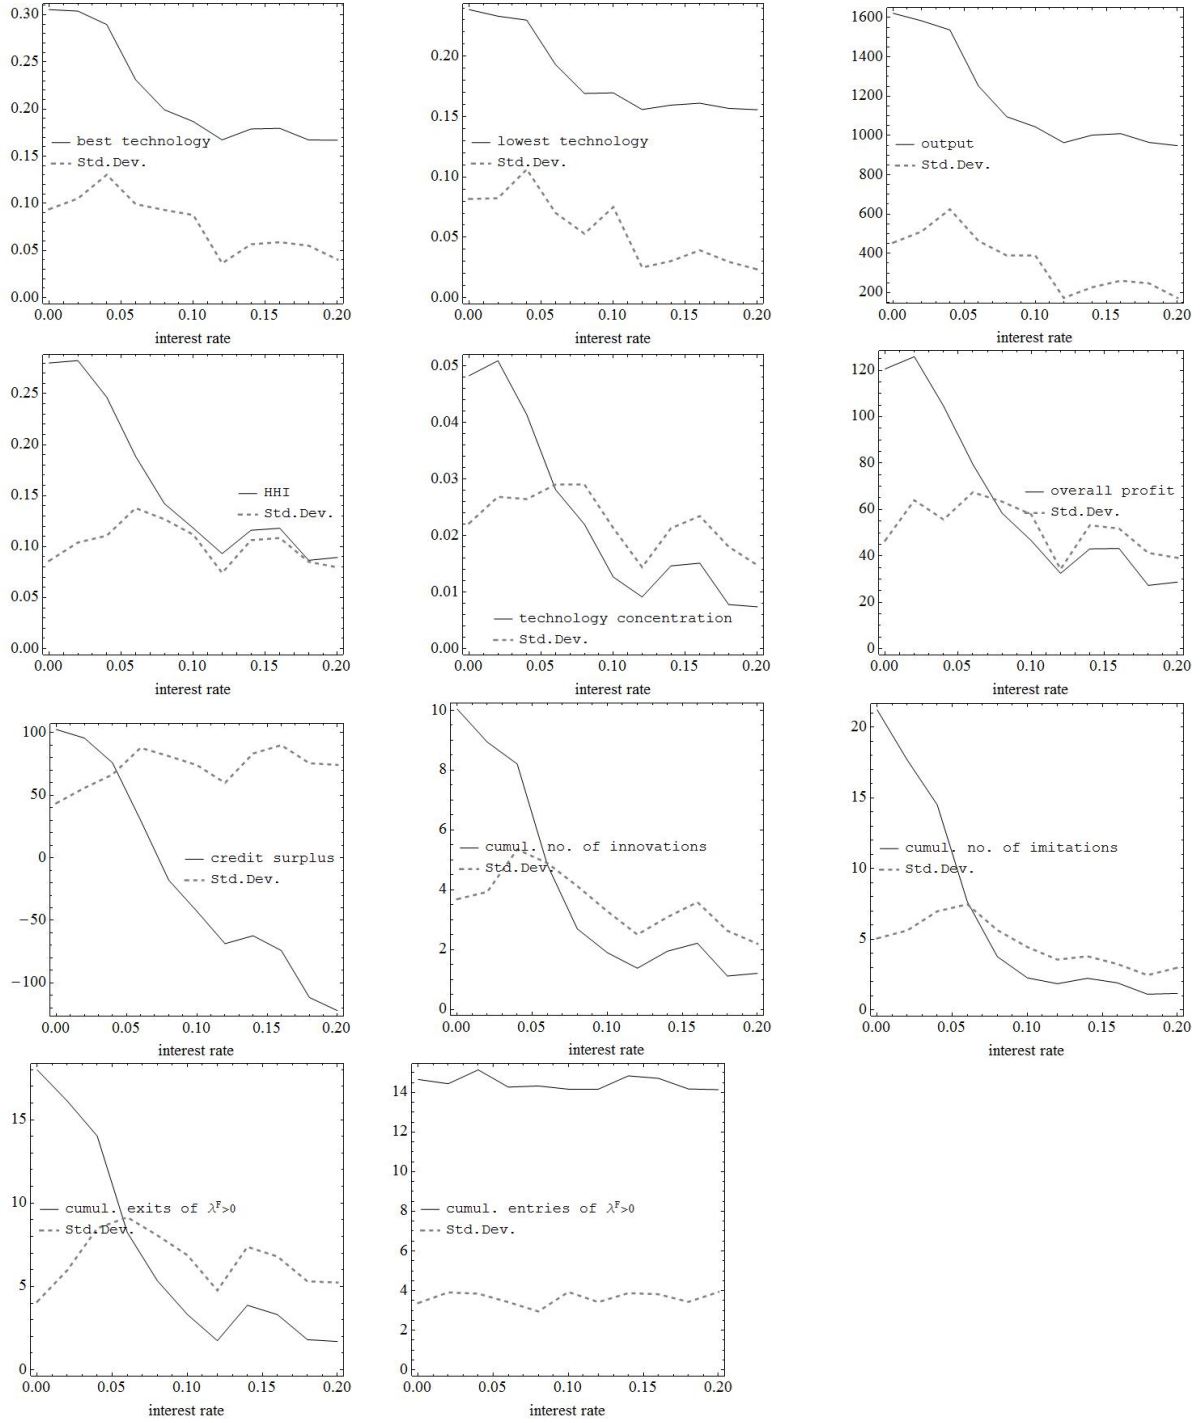 0.30
0.25
0.20
0.15
0.10
0.05
0.00
best technology
Std.Dev.
0.00 0.05 0.10 0.15 0.20
interest rate
0.20
0.15
0.10
0.05
0.00
lowest technology
Std.Dev.
0.00 0.05 0.10 0.15 0.20
interest rate
1600
1400
1200
1000
800
600
400
200
output
Std.Dev.
0.00 0.05 0.10 0.15 0.20
interest rate
0.25
0.20
0.15
0.10
0.05
0.00
HHI
Std.Dev.
0.00 0.05 0.10 0.15 0.20
interest rate
0.05
0.04
0.03
0.02
0.01
0.00
technology concentration
Std.Dev.
0.00 0.05 0.10 0.15 0.20
interest rate
120
100
80
60
40
20
0
overall profit
Std.Dev.
0.00 0.05 0.10 0.15 0.20
interest rate
100
50
0
−50
−100
credit surplus
Std.Dev.
0.00 0.05 0.10 0.15 0.20
interest rate
10
8
6
4
2
0
cumul. no. of innovations
Std.Dev.
0.00 0.05 0.10 0.15 0.20
interest rate
20
15
10
5
0
cumul. no. of imitations
Std.Dev.
0.00 0.05 0.10 0.15 0.20
interest rate
15
10
5
0
cumul. exits of λᶠ>0
Std.Dev.
0.00 0.05 0.10 0.15 0.20
interest rate
14
12
10
8
6
4
2
0
cumul. entries of λᶠ>0
Std.Dev.
0.00 0.05 0.10 0.15 0.20
interest rate